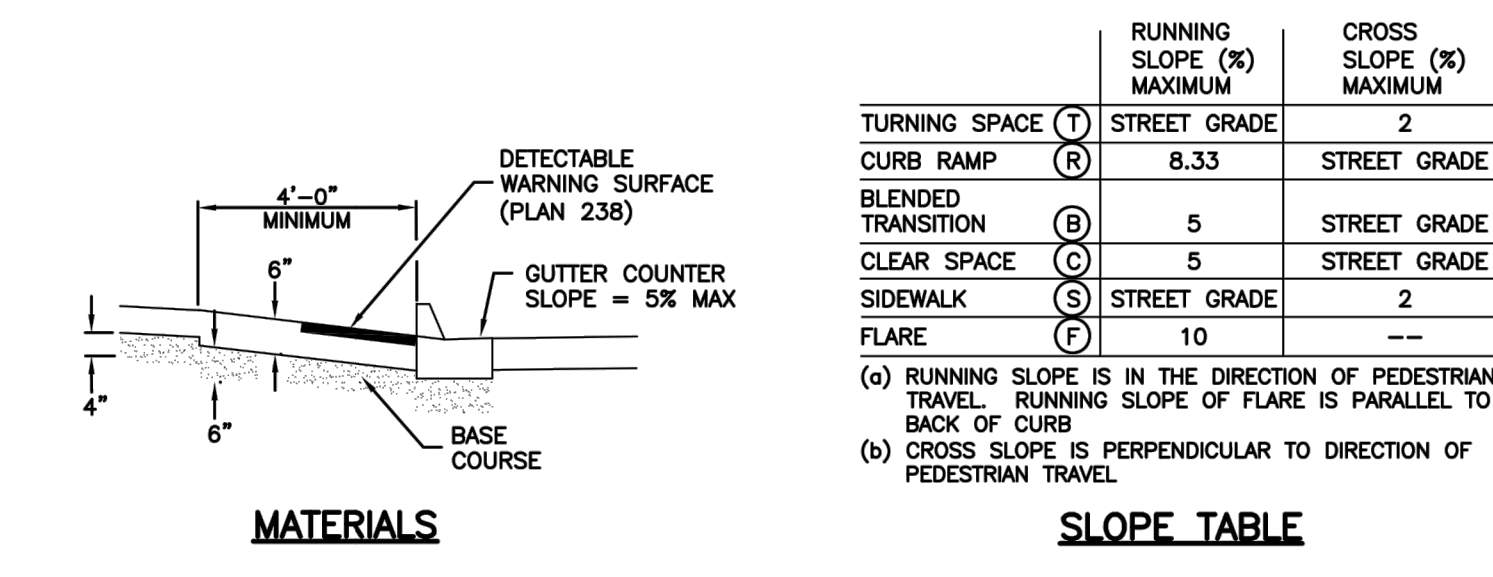 DETECTABLE
WARNING SURFACE
(PLAN 238)
4'-0"
MINIMUM
6"
GUTTER COUNTER
SLOPE = 5% MAX
4"
6"
BASE
COURSE
MATERIALS
RUNNING SLOPE (%) MAXIMUM
CROSS SLOPE (%) MAXIMUM
TURNING SPACE T STREET GRADE 2
CURB RAMP R 8.33 STREET GRADE
BLENDED
TRANSITION B 5 STREET GRADE
CLEAR SPACE C 5 STREET GRADE
SIDEWALK S STREET GRADE 2
FLARE F 10 --
(a) RUNNING SLOPE IS IN THE DIRECTION OF PEDESTRIAN
TRAVEL. RUNNING SLOPE OF FLARE IS PARALLEL TO
BACK OF CURB
(b) CROSS SLOPE IS PERPENDICULAR TO DIRECTION OF
PEDESTRIAN TRAVEL
SLOPE TABLE